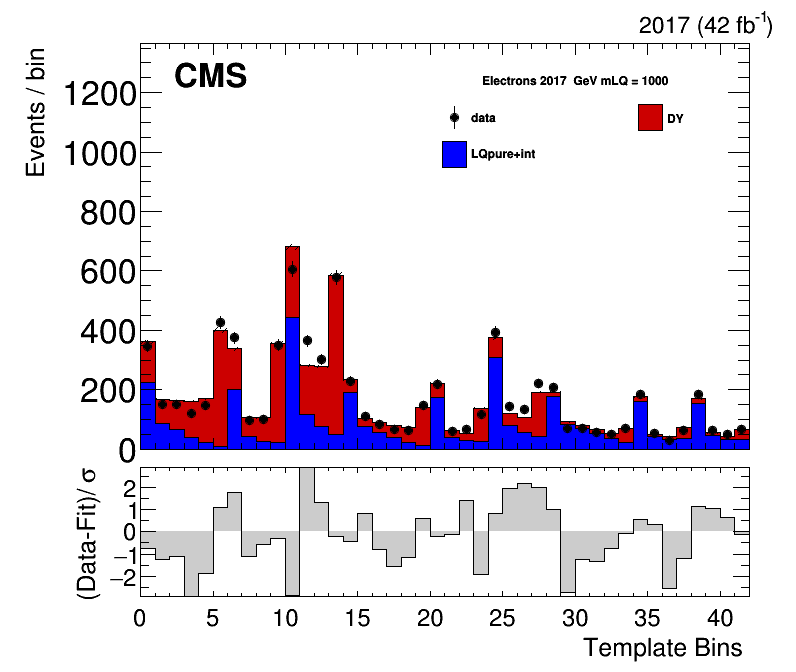 2017 (42 fb-1)
CMS
Electrons 2017 GeV mLQ = 1000
data
DY
LQpure+int
Events / bin
1200
1000
800
600
400
200
0
(Data-Fit)/ σ
2
1
0
−1
−2
0 5 10 15 20 25 30 35 40
Template Bins